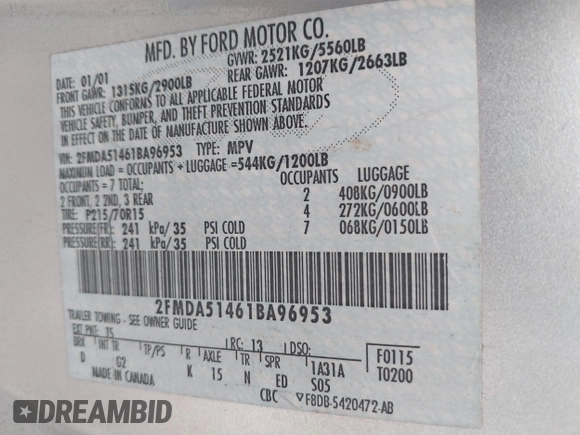 MFD. BY FORD MOTOR CO.
DATE: 01/01
GVWR: 2521KG/5560LB
FRONT GAWR: 1315KG/2900LB
REAR GAWR: 1207KG/2663LB
THIS VEHICLE CONFORMS TO ALL APPLICABLE FEDERAL MOTOR
VEHICLE SAFETY, BUMPER, AND THEFT PREVENTION STANDARDS
IN EFFECT ON THE DATE OF MANUFACTURE SHOWN ABOVE.
VIN: 2FMDA51461BA96953 TYPE: MPV
MAXIMUM LOAD = OCCUPANTS + LUGGAGE =544KG/1200LB
OCCUPANTS = 7 TOTAL; OCCUPANTS LUGGAGE
2 FRONT, 2 2ND, 3 REAR 2 408KG/0900LB
TIRE: P215/70R15 4 272KG/0600LB
PRESSURE(FR): 241 kPa/35 PSI COLD 7 068KG/0150LB
PRESSURE(RR): 241 kPa/35 PSI COLD
2FMDA51461BA96953
TRAILER TOWING- SEE OWNER GUIDE
EXT PNT: TS RC: 13 DSO:
BRK INT TR TP/PS R AXLE TR SPR F0115
D G2 K 15 N ED 1A31A T0200
MADE IN CANADA S05
CBC ▽F8DB-5420472-AB
DREAMBID